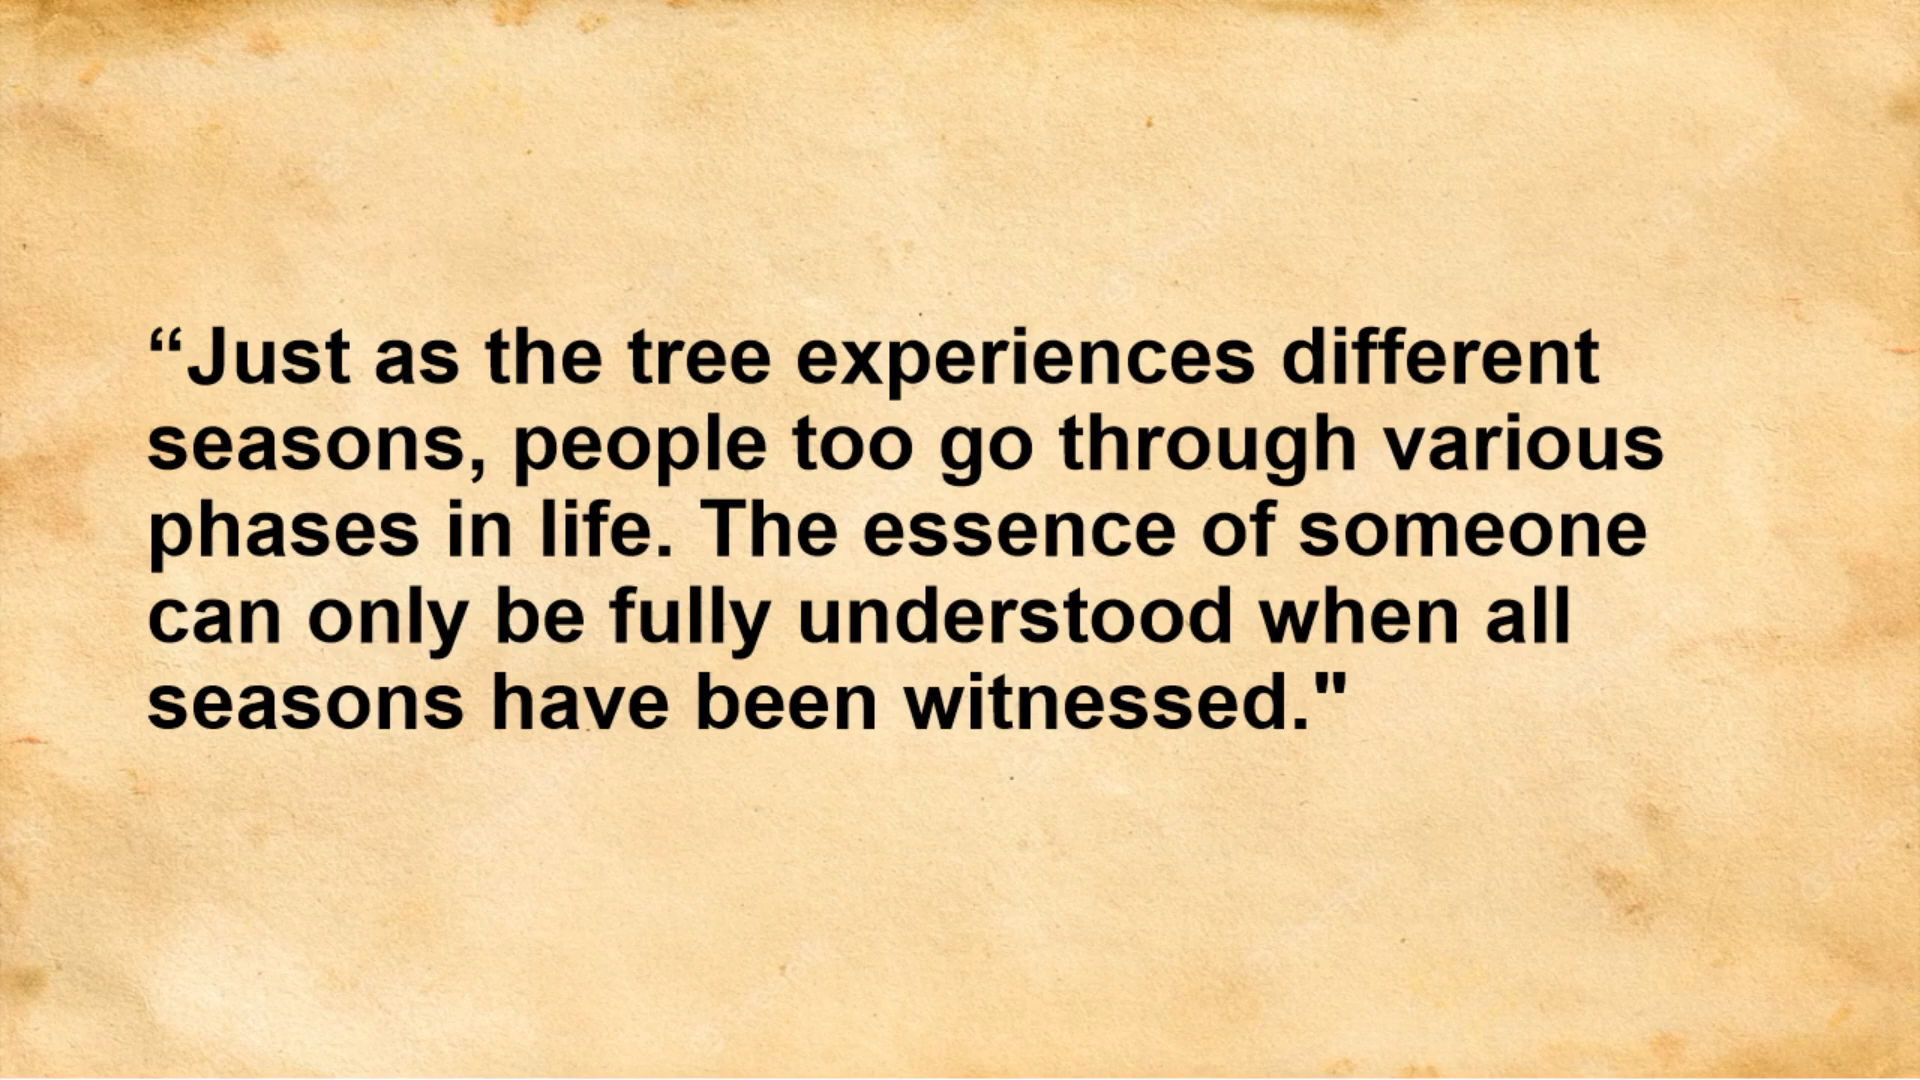 “Just as the tree experiences different
seasons, people too go through various
phases in life. The essence of someone
can only be fully understood when all
seasons have been witnessed."